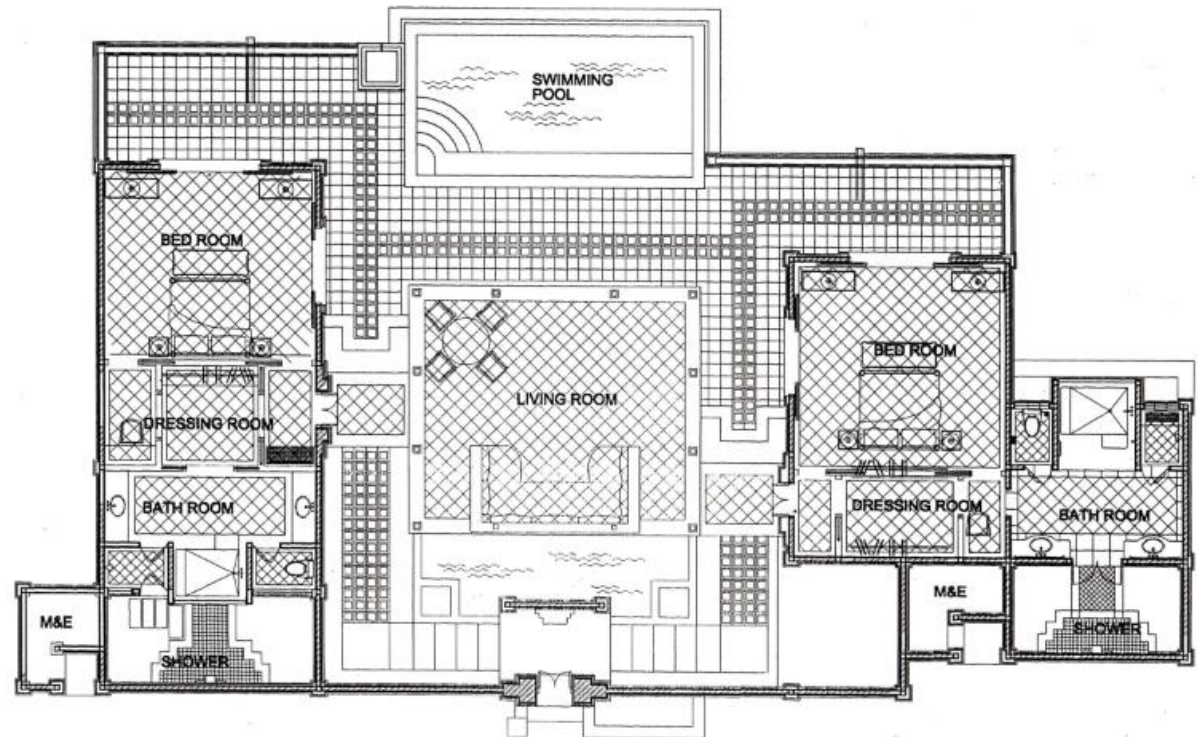 SWIMMING
POOL
BED ROOM
BED ROOM
LIVING ROOM
DRESSING ROOM
DRESSING ROOM
BATH ROOM
BATH ROOM
M&E
M&E
SHOWER
SHOWER